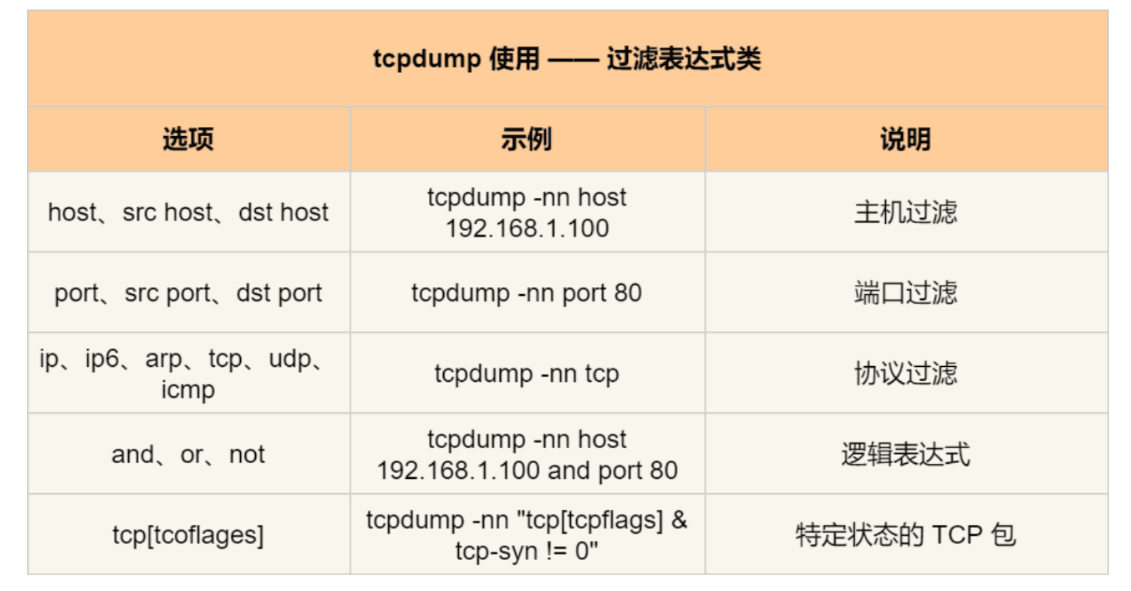 tcpdump 使用 —— 过滤表达式类
选项
示例
说明
host、src host、dst host
tcpdump -nn host
192.168.1.100
主机过滤
port、src port、dst port
tcpdump -nn port 80
端口过滤
ip、ip6、arp、tcp、udp、
icmp
tcpdump -nn tcp
协议过滤
and、or、not
tcpdump -nn host
192.168.1.100 and port 80
逻辑表达式
tcp[tcoflages]
tcpdump -nn "tcp[tcpflags] &
tcp-syn != 0"
特定状态的 TCP 包